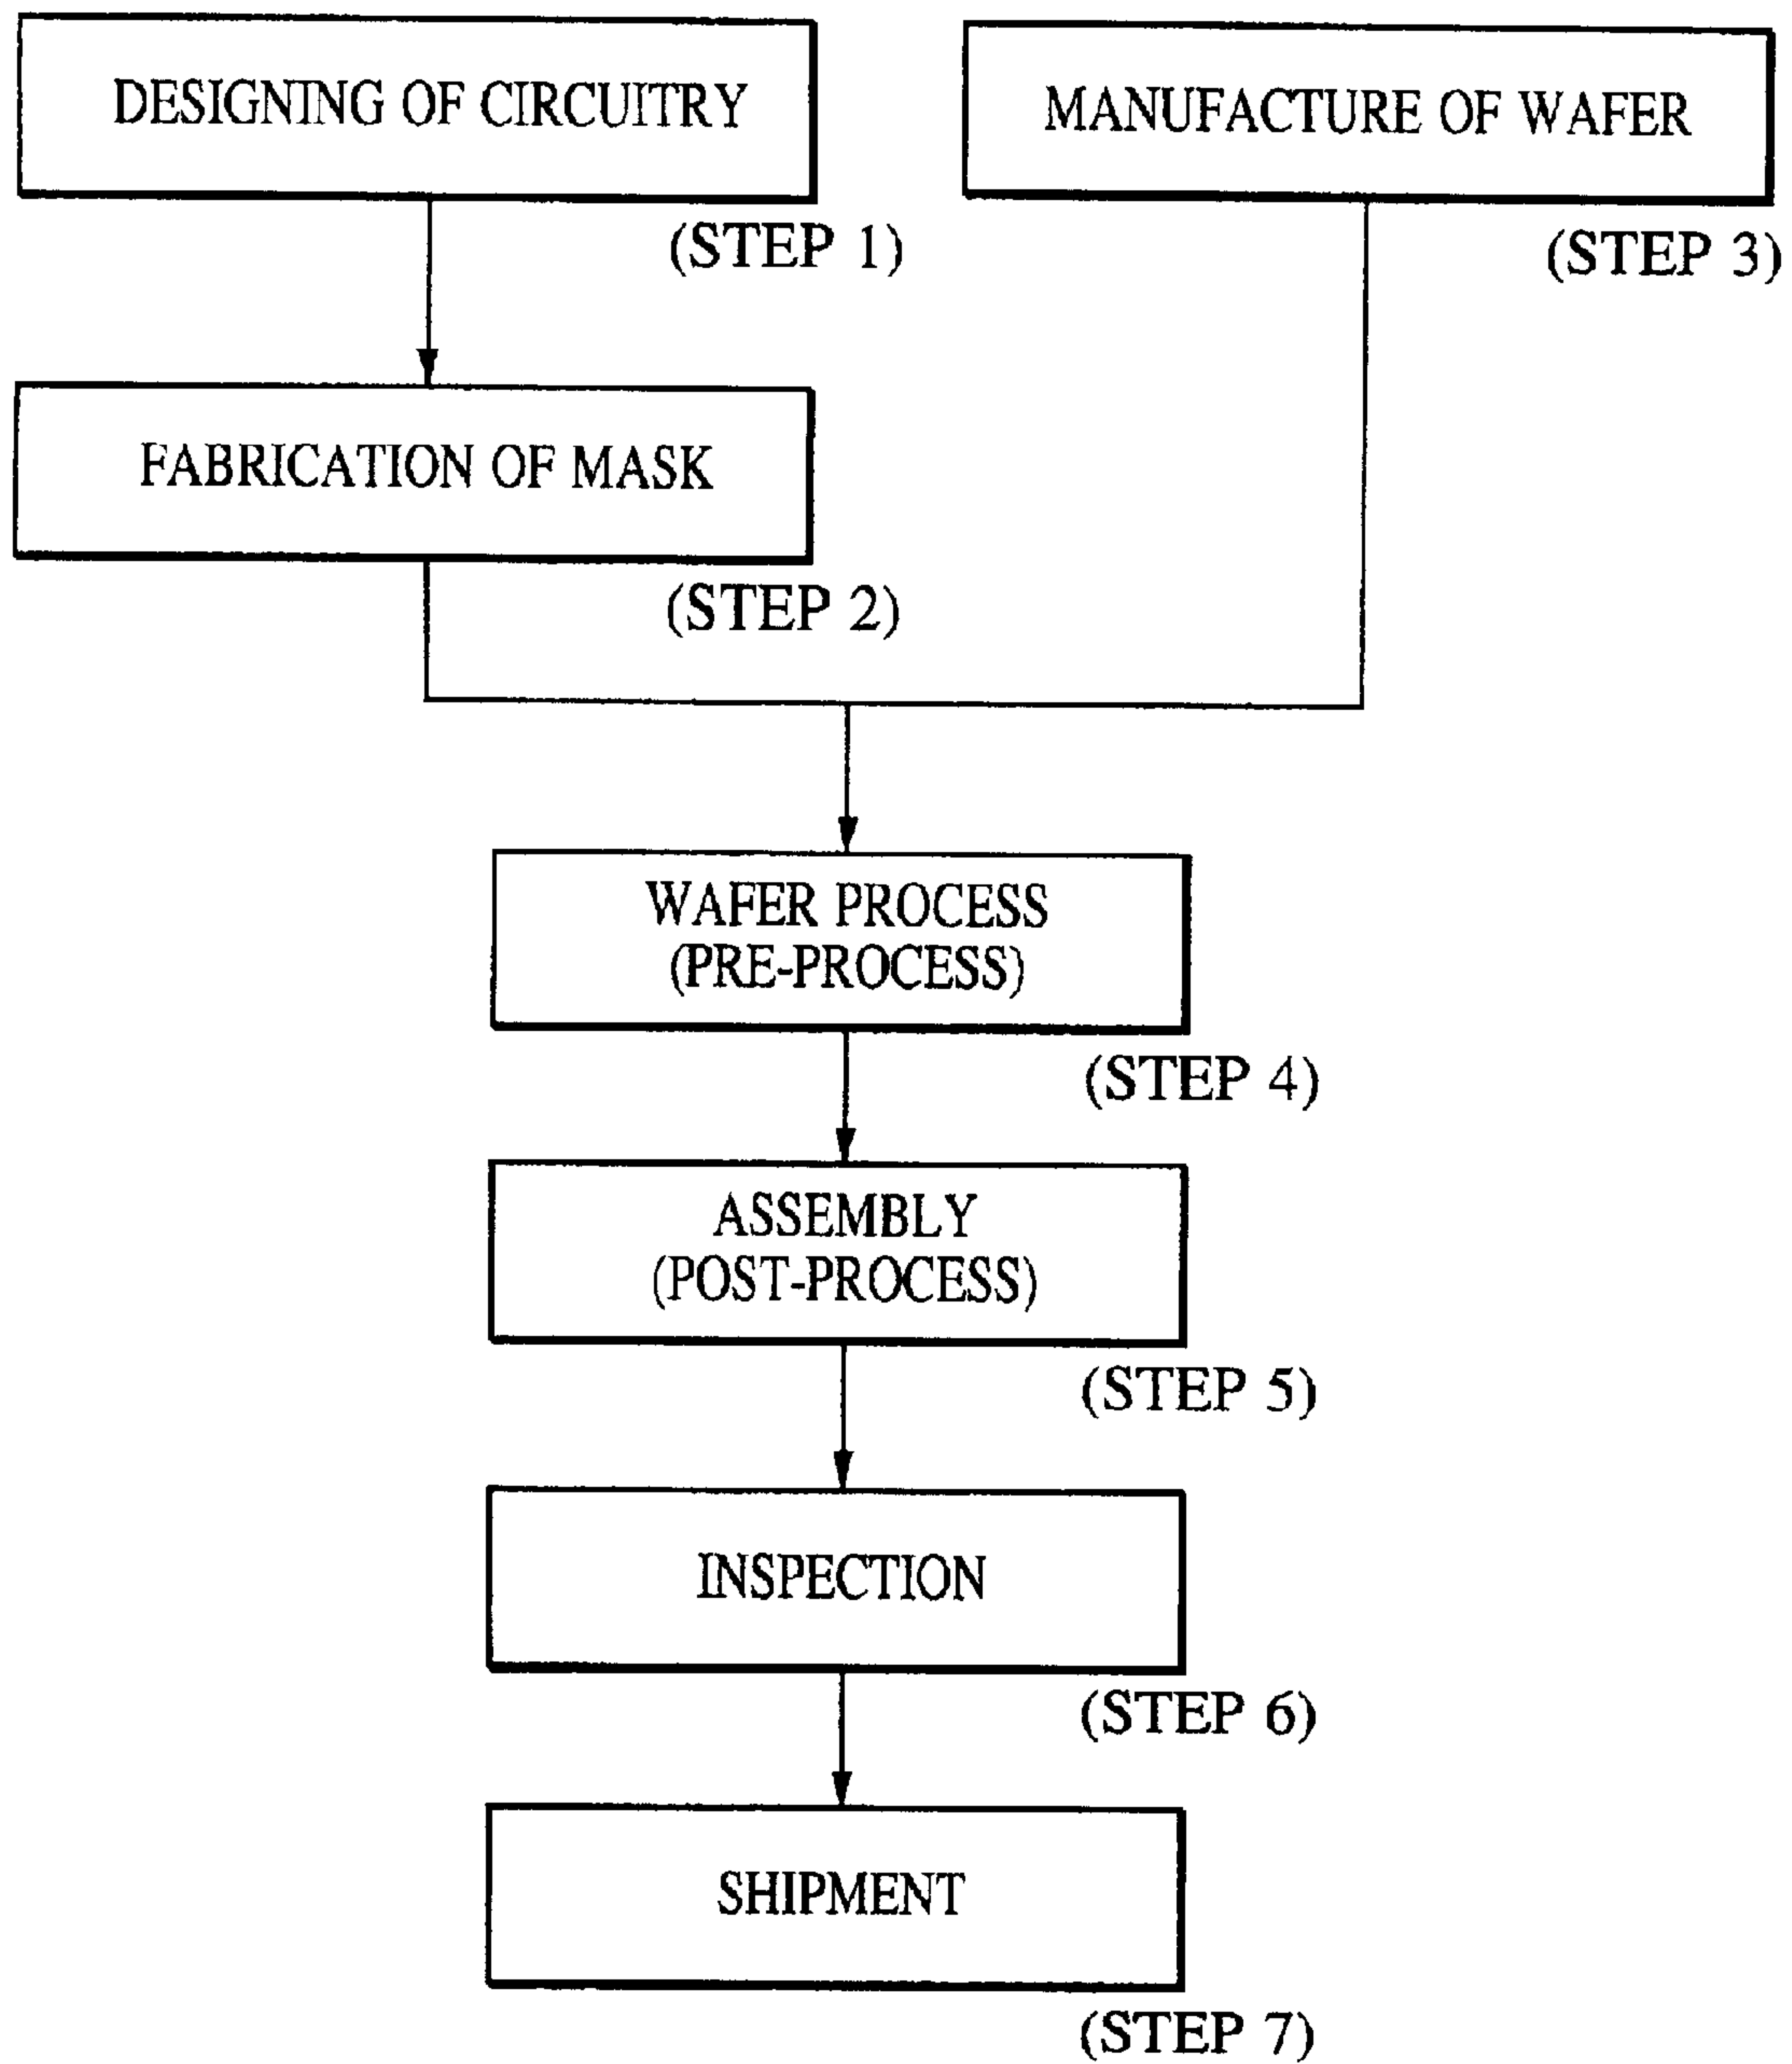 DESIGNING OF CIRCUITRY
(STEP 1)
MANUFACTURE OF WAFER
(STEP 3)
FABRICATION OF MASK
(STEP 2)
WAFER PROCESS
(PRE-PROCESS)
(STEP 4)
ASSEMBLY
(POST-PROCESS)
(STEP 5)
INSPECTION
(STEP 6)
SHIPMENT
(STEP 7)